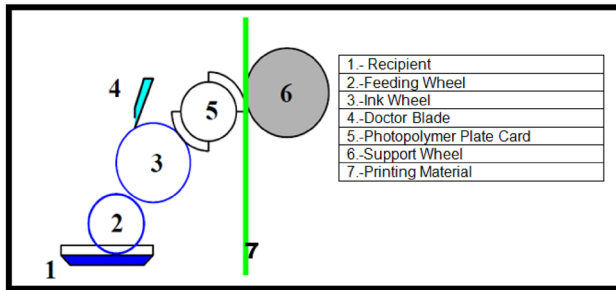 4
5
6
3
2
1
7
1.- Recipient
2.-Feeding Wheel
3.-Ink Wheel
4.-Doctor Blade
5.-Photopolymer Plate Card
6.-Support Wheel
7.-Printing Material